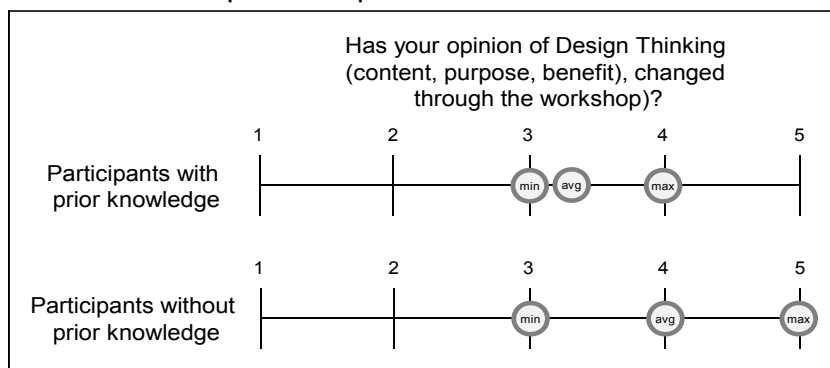 Has your opinion of Design Thinking
(content, purpose, benefit), changed
through the workshop)?
1 2 3 4 5
Participants with
prior knowledge
min avg max
1 2 3 4 5
Participants without
prior knowledge
min avg max